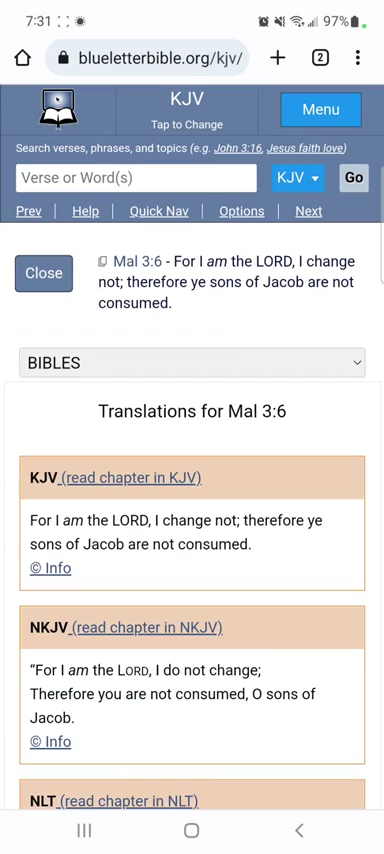 7:31 97%
blueletterbible.org/kjv/ 2
KJV
Tap to Change
Menu
Search verses, phrases, and topics (e.g. John 3:16, Jesus faith love)
Verse or Word(s) KJV Go
Prev Help Quick Nav Options Next
Close
Mal 3:6 - For I am the LORD, I change
not; therefore ye sons of Jacob are not
consumed.
BIBLES
Translations for Mal 3:6
KJV (read chapter in KJV)
For I am the LORD, I change not; therefore ye
sons of Jacob are not consumed.
© Info
NKJV (read chapter in NKJV)
“For I am the LORD, I do not change;
Therefore you are not consumed, O sons of
Jacob.
© Info
NLT (read chapter in NLT)